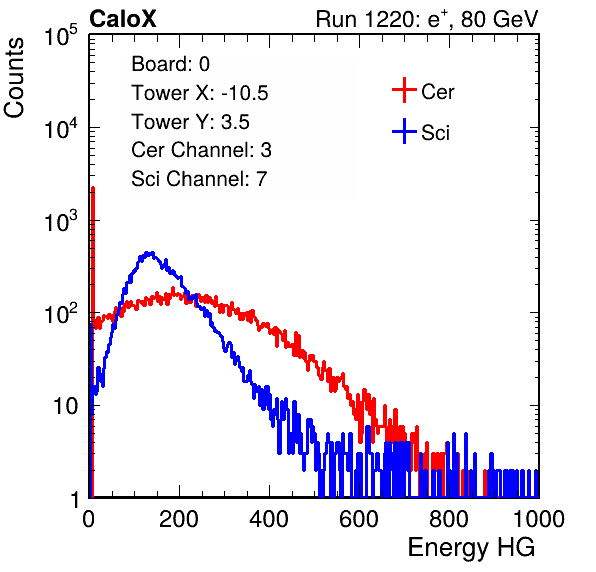 CaloX Run 1220: e⁺, 80 GeV
Counts
10⁵
10⁴
10³
10²
10
1
Board: 0
Tower X: -10.5
Tower Y: 3.5
Cer Channel: 3
Sci Channel: 7
Cer
Sci
0 200 400 600 800 1000
Energy HG